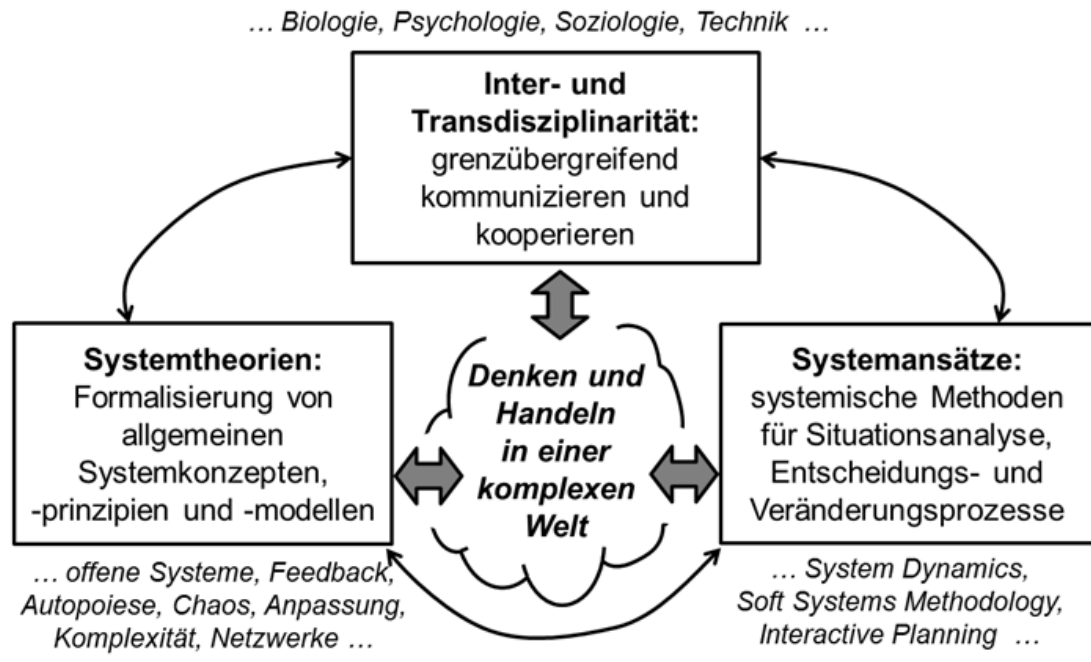 … Biologie, Psychologie, Soziologie, Technik …
Inter- und
Transdisziplinarität:
grenzübergreifend
kommunizieren und
kooperieren
Systemtheorien:
Formalisierung von
allgemeinen
Systemkonzepten,
-prinzipien und -modellen
Denken und
Handeln
in einer
komplexen
Welt
Systemansätze:
systemische Methoden
für Situationsanalyse,
Entscheidungs- und
Veränderungsprozesse
… offene Systeme, Feedback,
Autopoiese, Chaos, Anpassung,
Komplexität, Netzwerke …
… System Dynamics,
Soft Systems Methodology,
Interactive Planning …